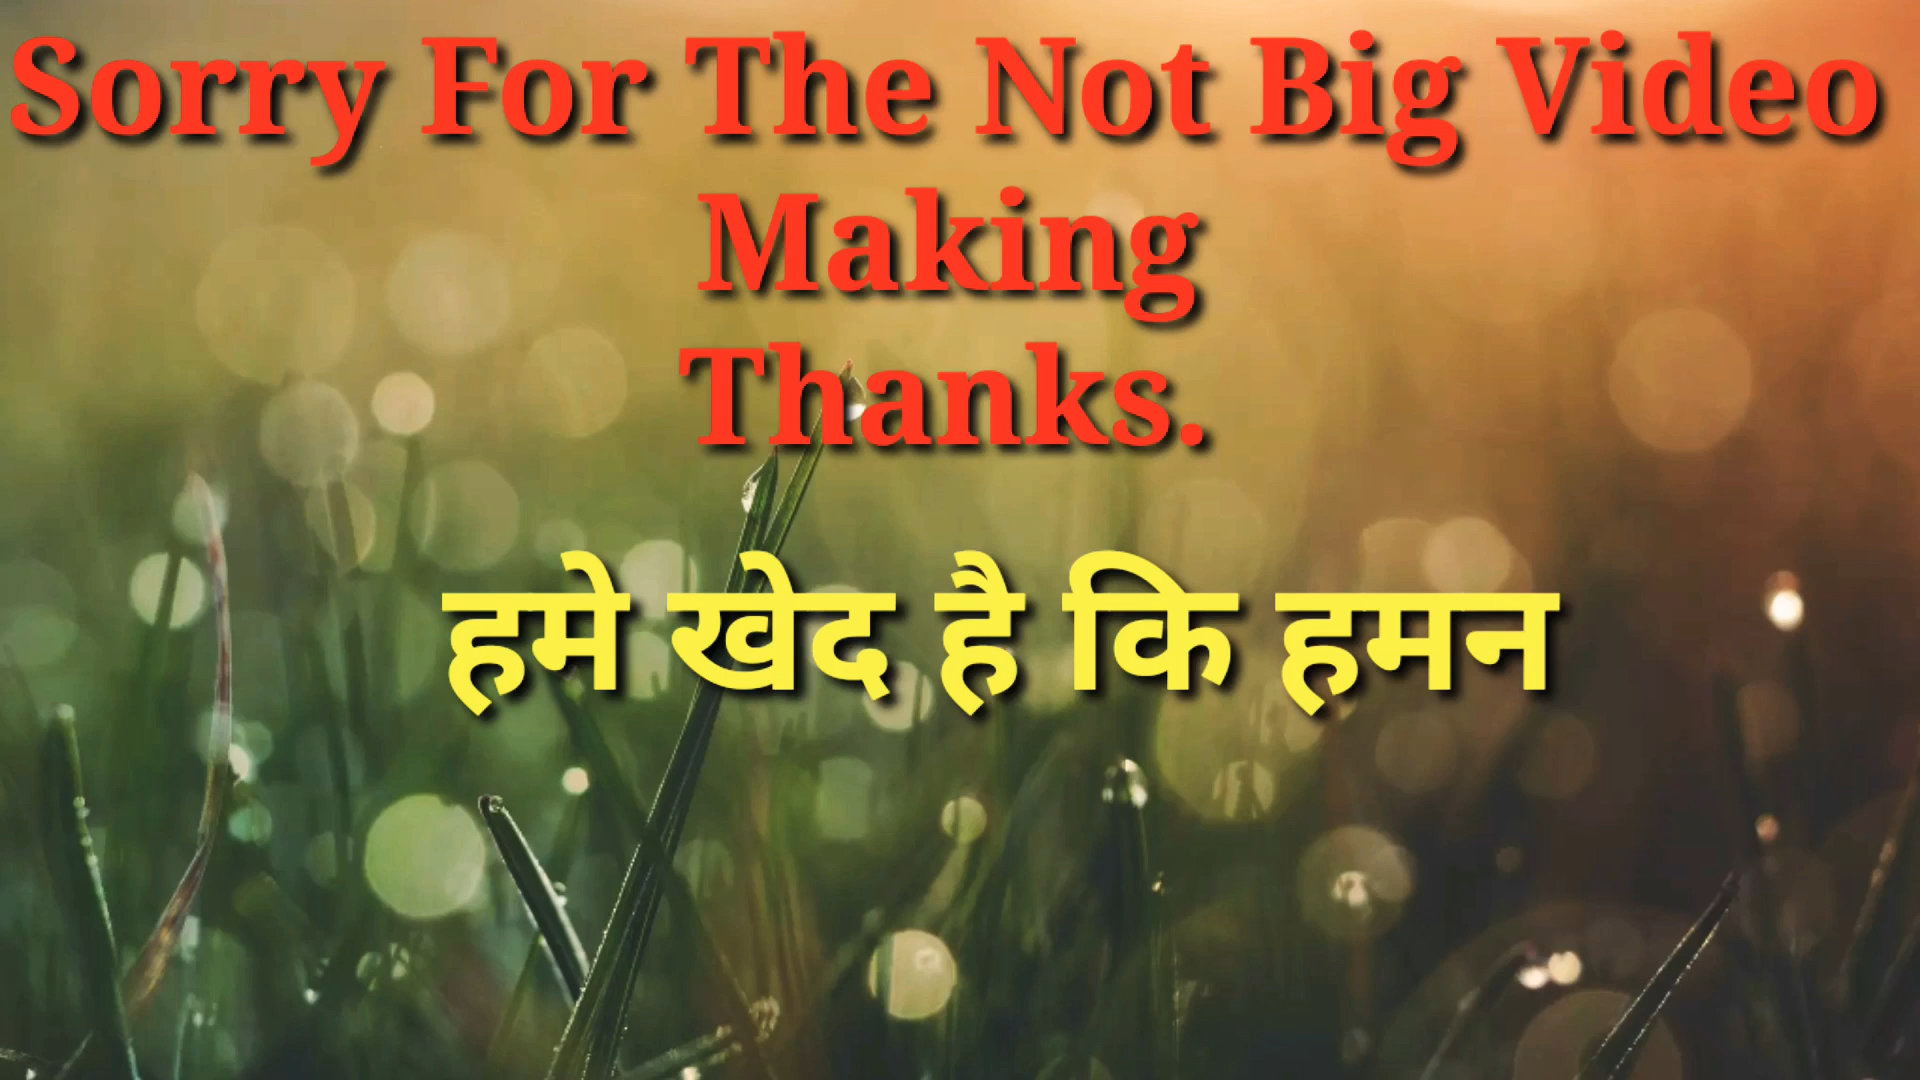 Sorry For The Not Big Video
Making
Thanks.
हमे खेद है कि हमन